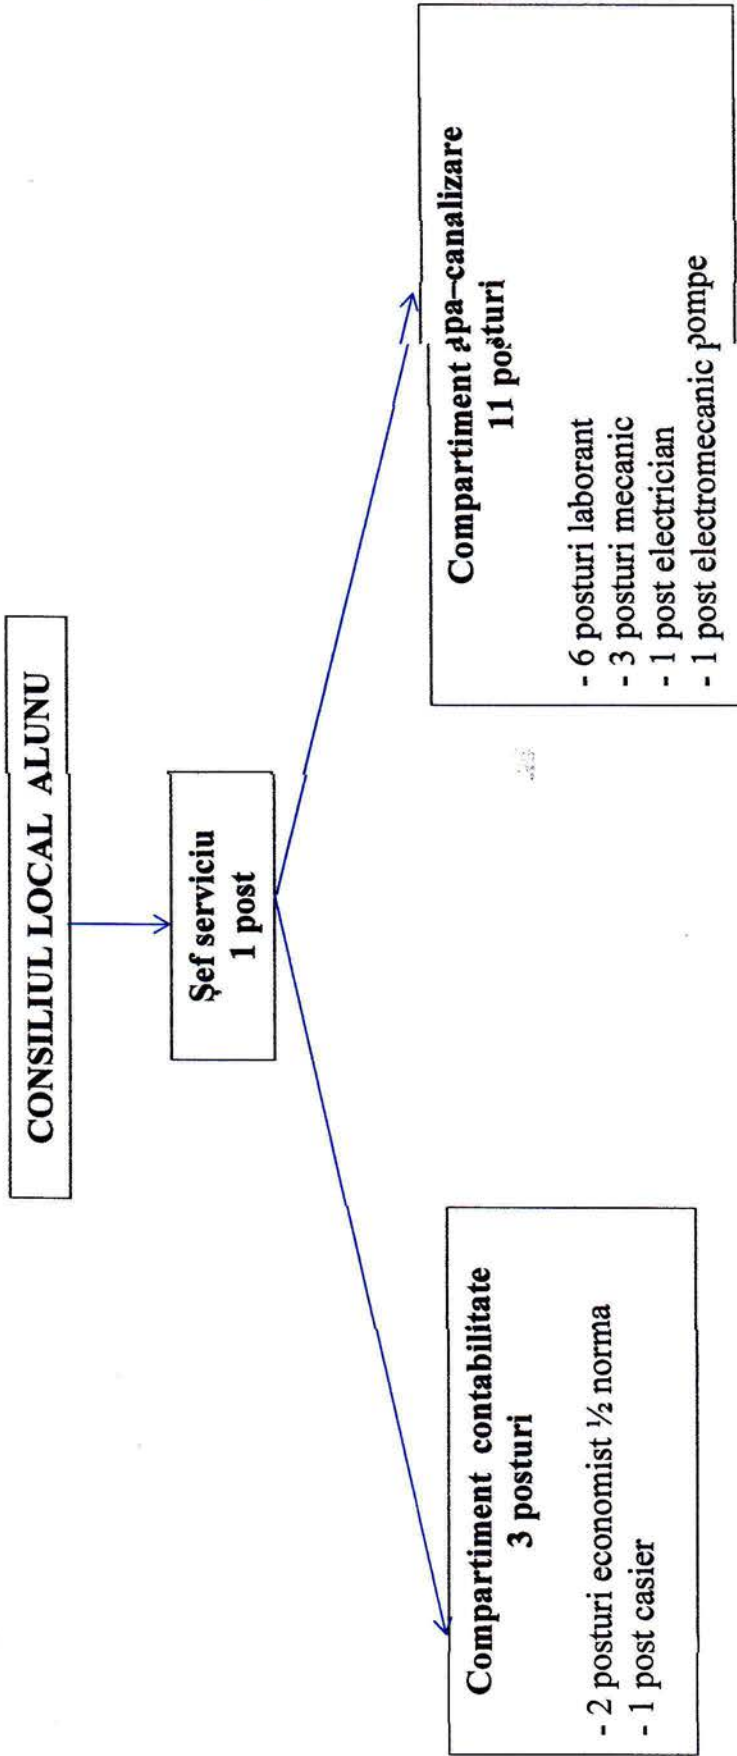 CONSILIUL LOCAL ALUNU
Șef serviciu
1 post
Compartiment contabilitate
3 posturi
- 2 posturi economist ½ norma
- 1 post casier
Compartiment apa–canalizare
11 posturi
- 6 posturi laborant
- 3 posturi mecanic
- 1 post electrician
- 1 post electromecanic pompe